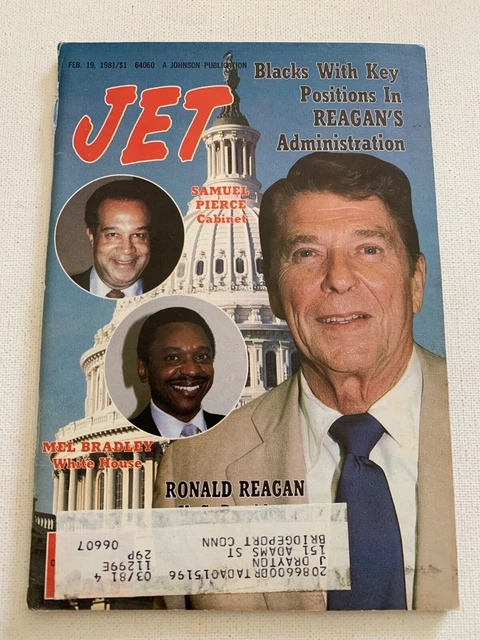 FEB. 19, 1981/$1 64060 A JOHNSON PUBLICATION
JET
Blacks With Key
Positions In
REAGAN'S
Administration
SAMUEL
PIERCE
Cabinet
MEL BRADLEY
White House
RONALD REAGAN
2086600DRTADA015196 03/81 4
J DRAYTON 11299E
151 ADAMS ST 29P
BRIDGEPORT CONN 06607